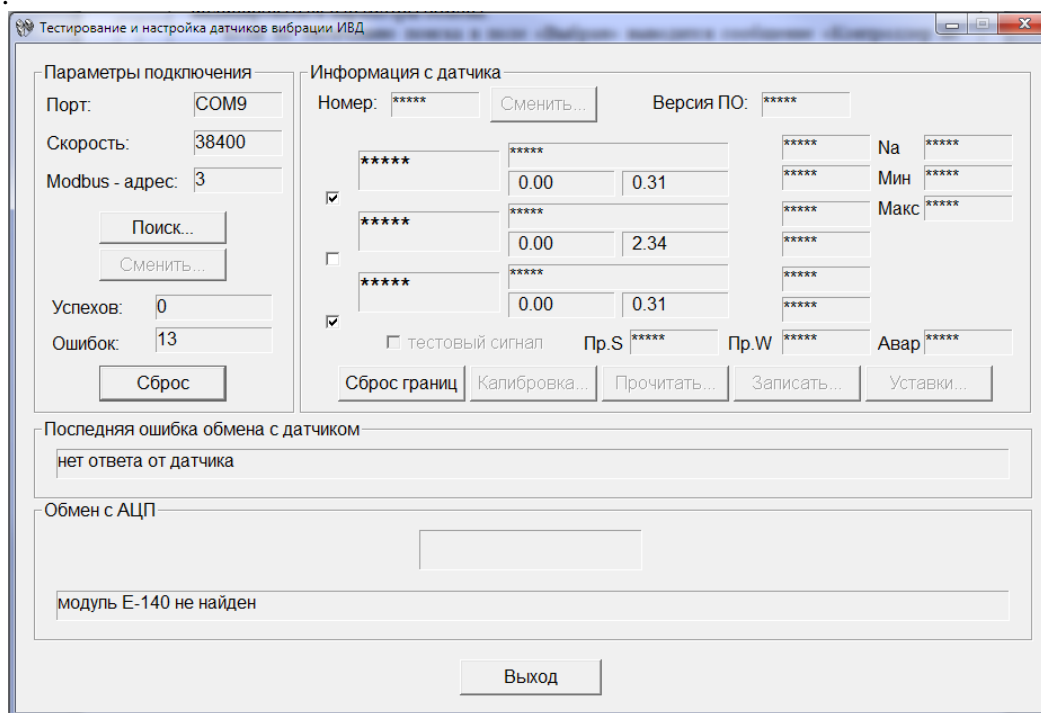 Тестирование и настройка датчиков вибрации ИВД
Параметры подключения
Порт: COM9
Скорость: 38400
Modbus - адрес: 3
Поиск...
Сменить...
Успехов: 0
Ошибок: 13
Сброс
Информация с датчика
Номер: ***** Сменить... Версия ПО: *****
***** ***** ***** Na *****
0.00 0.31 ***** Мин *****
***** ***** ***** Макс *****
0.00 2.34 *****
***** ***** *****
0.00 0.31 *****
тестовый сигнал Пр.S ***** Пр.W ***** Авар *****
Сброс границ Калибровка... Прочитать... Записать... Уставки...
Последняя ошибка обмена с датчиком
нет ответа от датчика
Обмен с АЦП
модуль Е-140 не найден
Выход